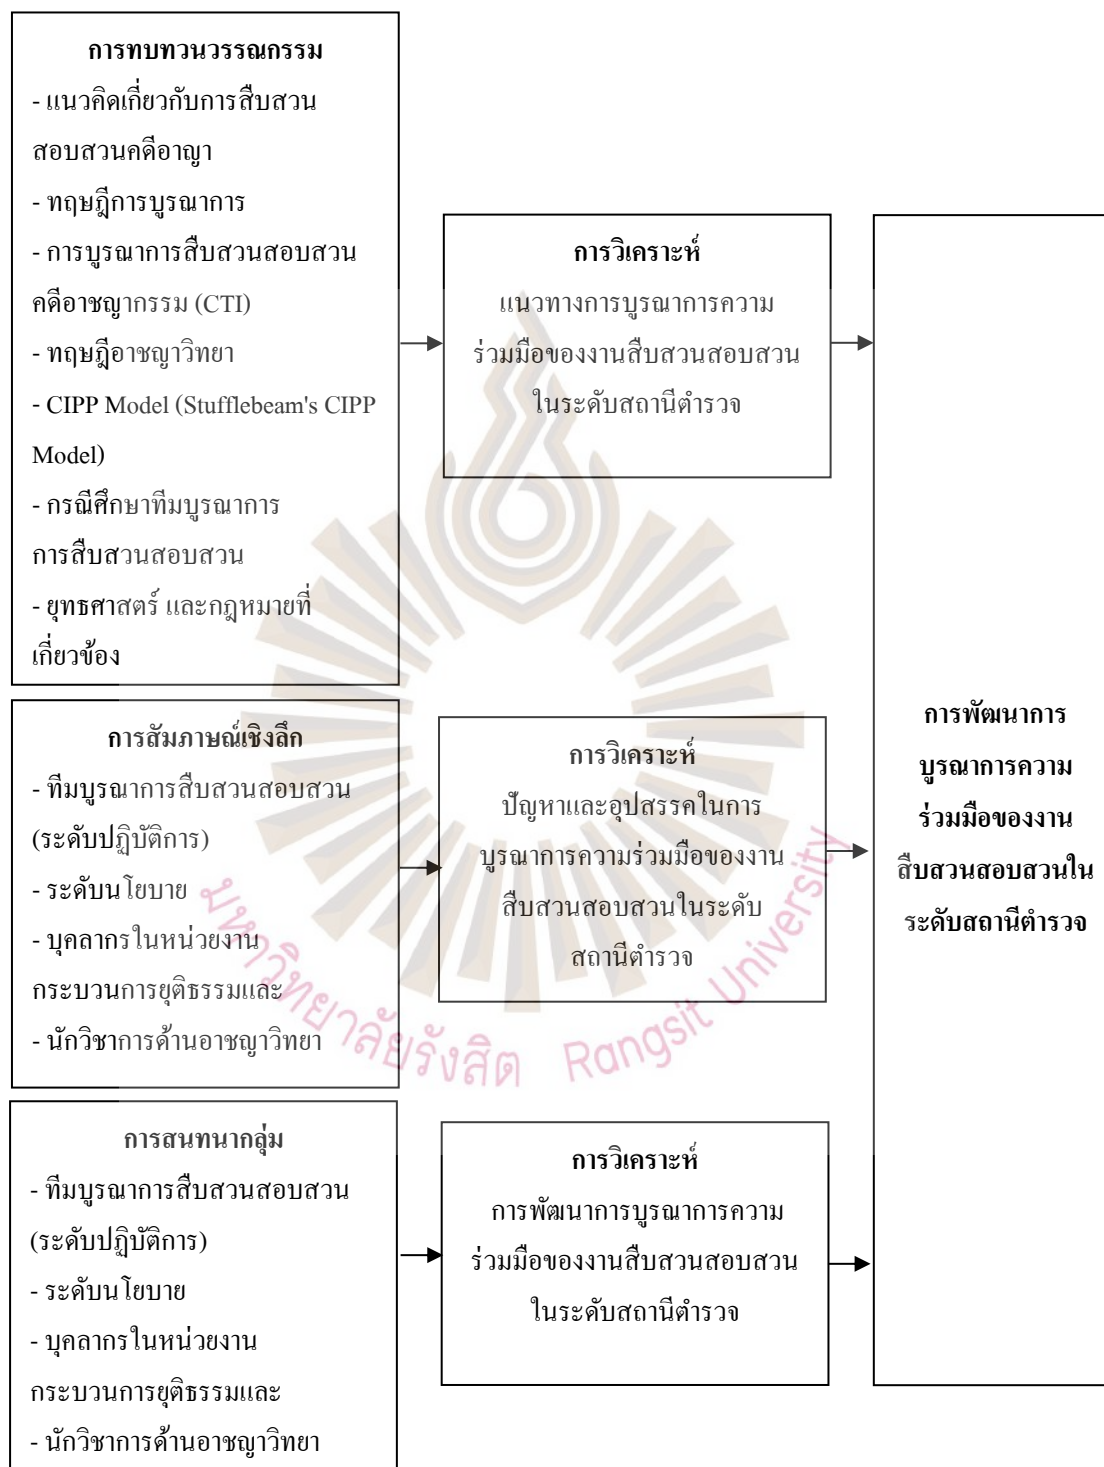 การทบทวนวรรณกรรม
- แนวคิดเกี่ยวกับการสืบสวน
สอบสวนคดีอาญา
- ทฤษฎีการบูรณาการ
- การบูรณาการสืบสวนสอบสวน
คดีอาชญากรรม (CTI)
- ทฤษฎีอาชญาวิทยา
- CIPP Model (Stufflebeam's CIPP
Model)
- กรณีศึกษาทีมบูรณาการ
การสืบสวนสอบสวน
- ยุทธศาสตร์ และกฎหมายที่
เกี่ยวข้อง
การวิเคราะห์
แนวทางการบูรณาการความ
ร่วมมือของงานสืบสวนสอบสวน
ในระดับสถานีตำรวจ
การสัมภาษณ์เชิงลึก
- ทีมบูรณาการสืบสวนสอบสวน
(ระดับปฏิบัติการ)
- ระดับนโยบาย
- บุคลากรในหน่วยงาน
กระบวนการยุติธรรมและ
- นักวิชาการด้านอาชญาวิทยา
การวิเคราะห์
ปัญหาและอุปสรรคในการ
บูรณาการความร่วมมือของงาน
สืบสวนสอบสวนในระดับ
สถานีตำรวจ
การสนทนากลุ่ม
- ทีมบูรณาการสืบสวนสอบสวน
(ระดับปฏิบัติการ)
- ระดับนโยบาย
- บุคลากรในหน่วยงาน
กระบวนการยุติธรรมและ
- นักวิชาการด้านอาชญาวิทยา
การวิเคราะห์
การพัฒนาการบูรณาการความ
ร่วมมือของงานสืบสวนสอบสวน
ในระดับสถานีตำรวจ
การพัฒนาการ
บูรณาการความ
ร่วมมือของงาน
สืบสวนสอบสวนใน
ระดับสถานีตำรวจ
มหาวิทยาลัยรังสิต Rangsit University